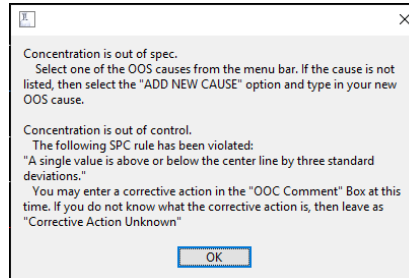 Concentration is out of spec.
Select one of the OOS causes from the menu bar. If the cause is not
listed, then select the "ADD NEW CAUSE" option and type in your new
OOS cause.
Concentration is out of control.
The following SPC rule has been violated:
"A single value is above or below the center line by three standard
deviations."
You may enter a corrective action in the "OOC Comment" Box at this
time. If you do not know what the corrective action is, then leave as
"Corrective Action Unknown"
OK